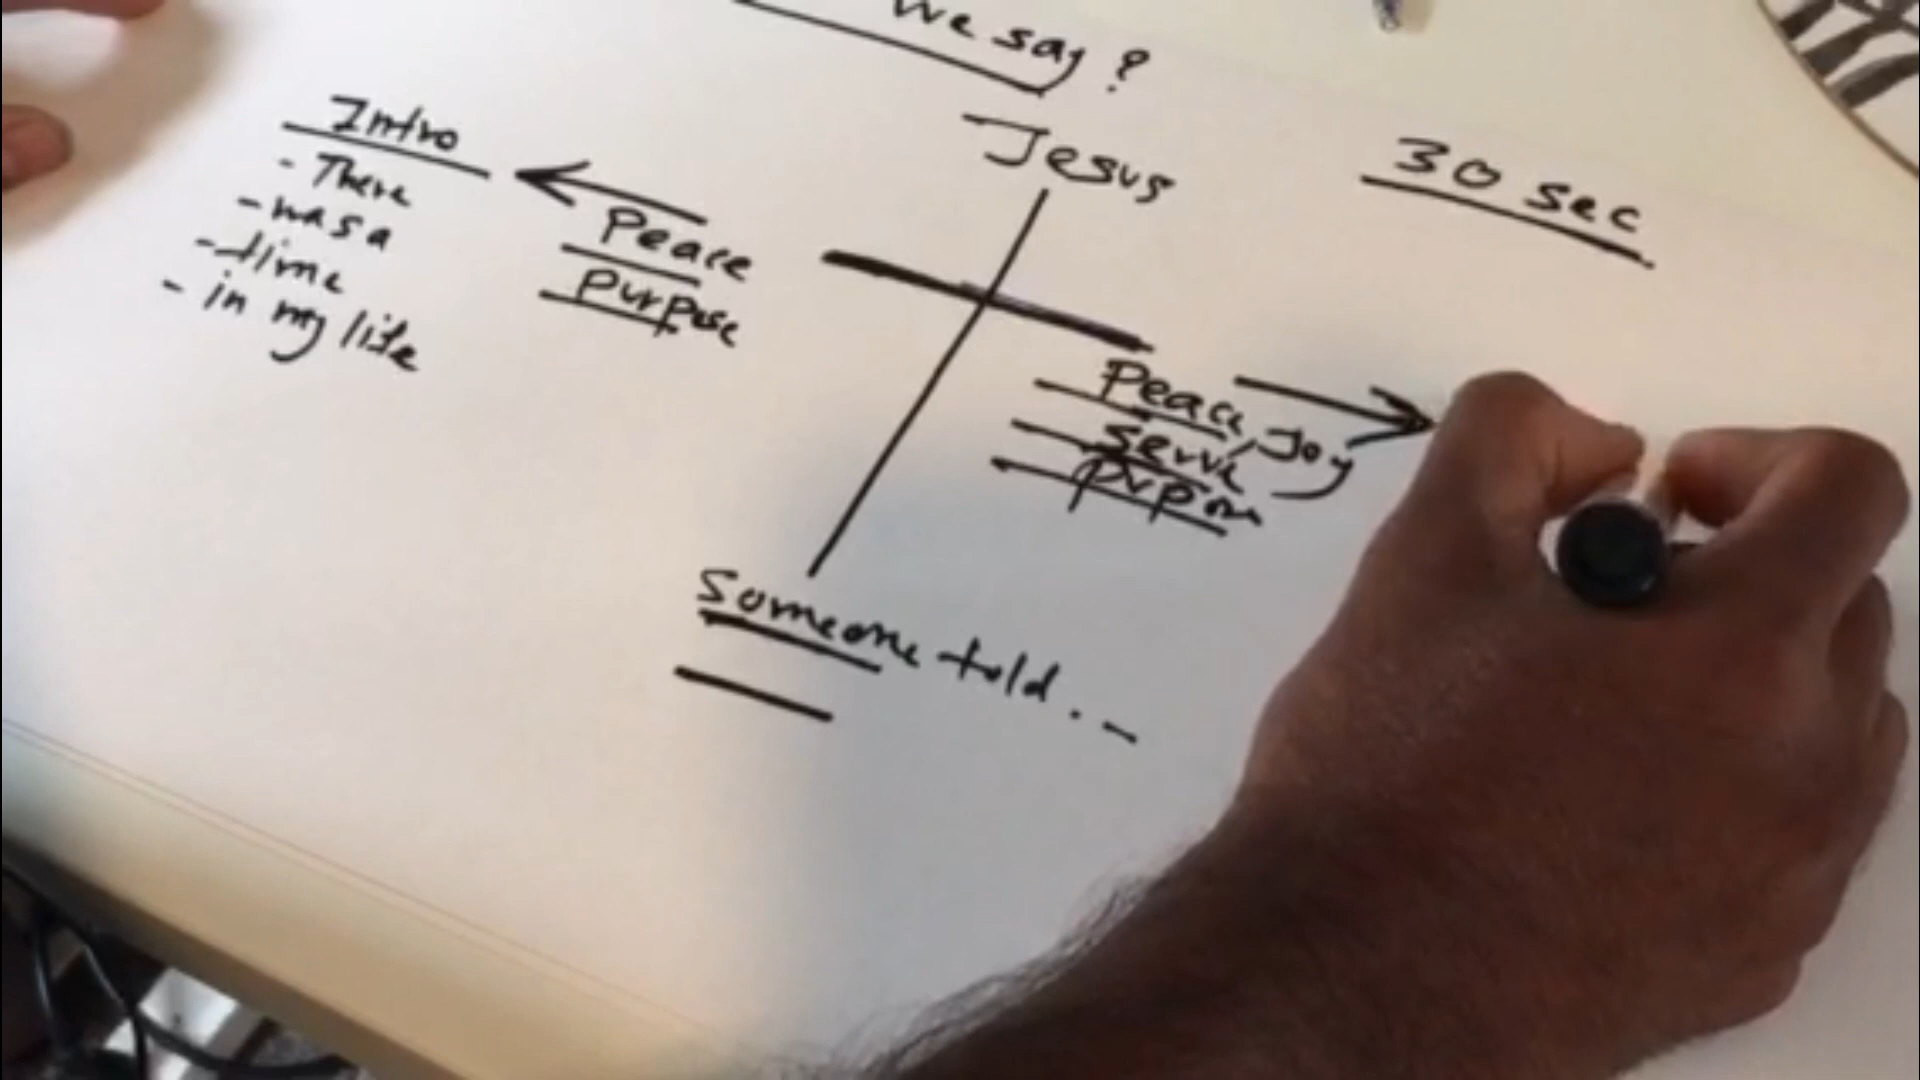 we say?
Jesus
30 sec
Intro
- There
- was a
- time
- in my life
Peace
purpose
Peace, Joy
serve
Someone told . -